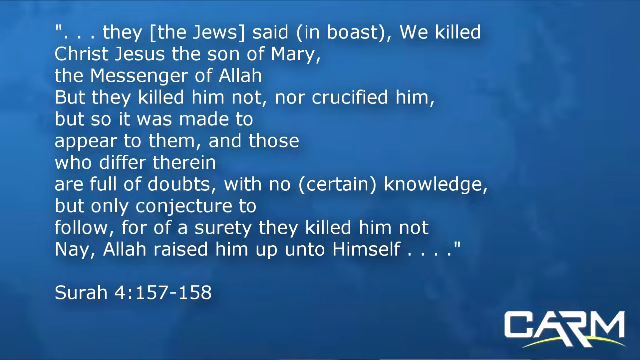 ". . . they [the Jews] said (in boast), We killed
Christ Jesus the son of Mary,
the Messenger of Allah
But they killed him not, nor crucified him,
but so it was made to
appear to them, and those
who differ therein
are full of doubts, with no (certain) knowledge,
but only conjecture to
follow, for of a surety they killed him not
Nay, Allah raised him up unto Himself . . . ."
Surah 4:157-158
CARM